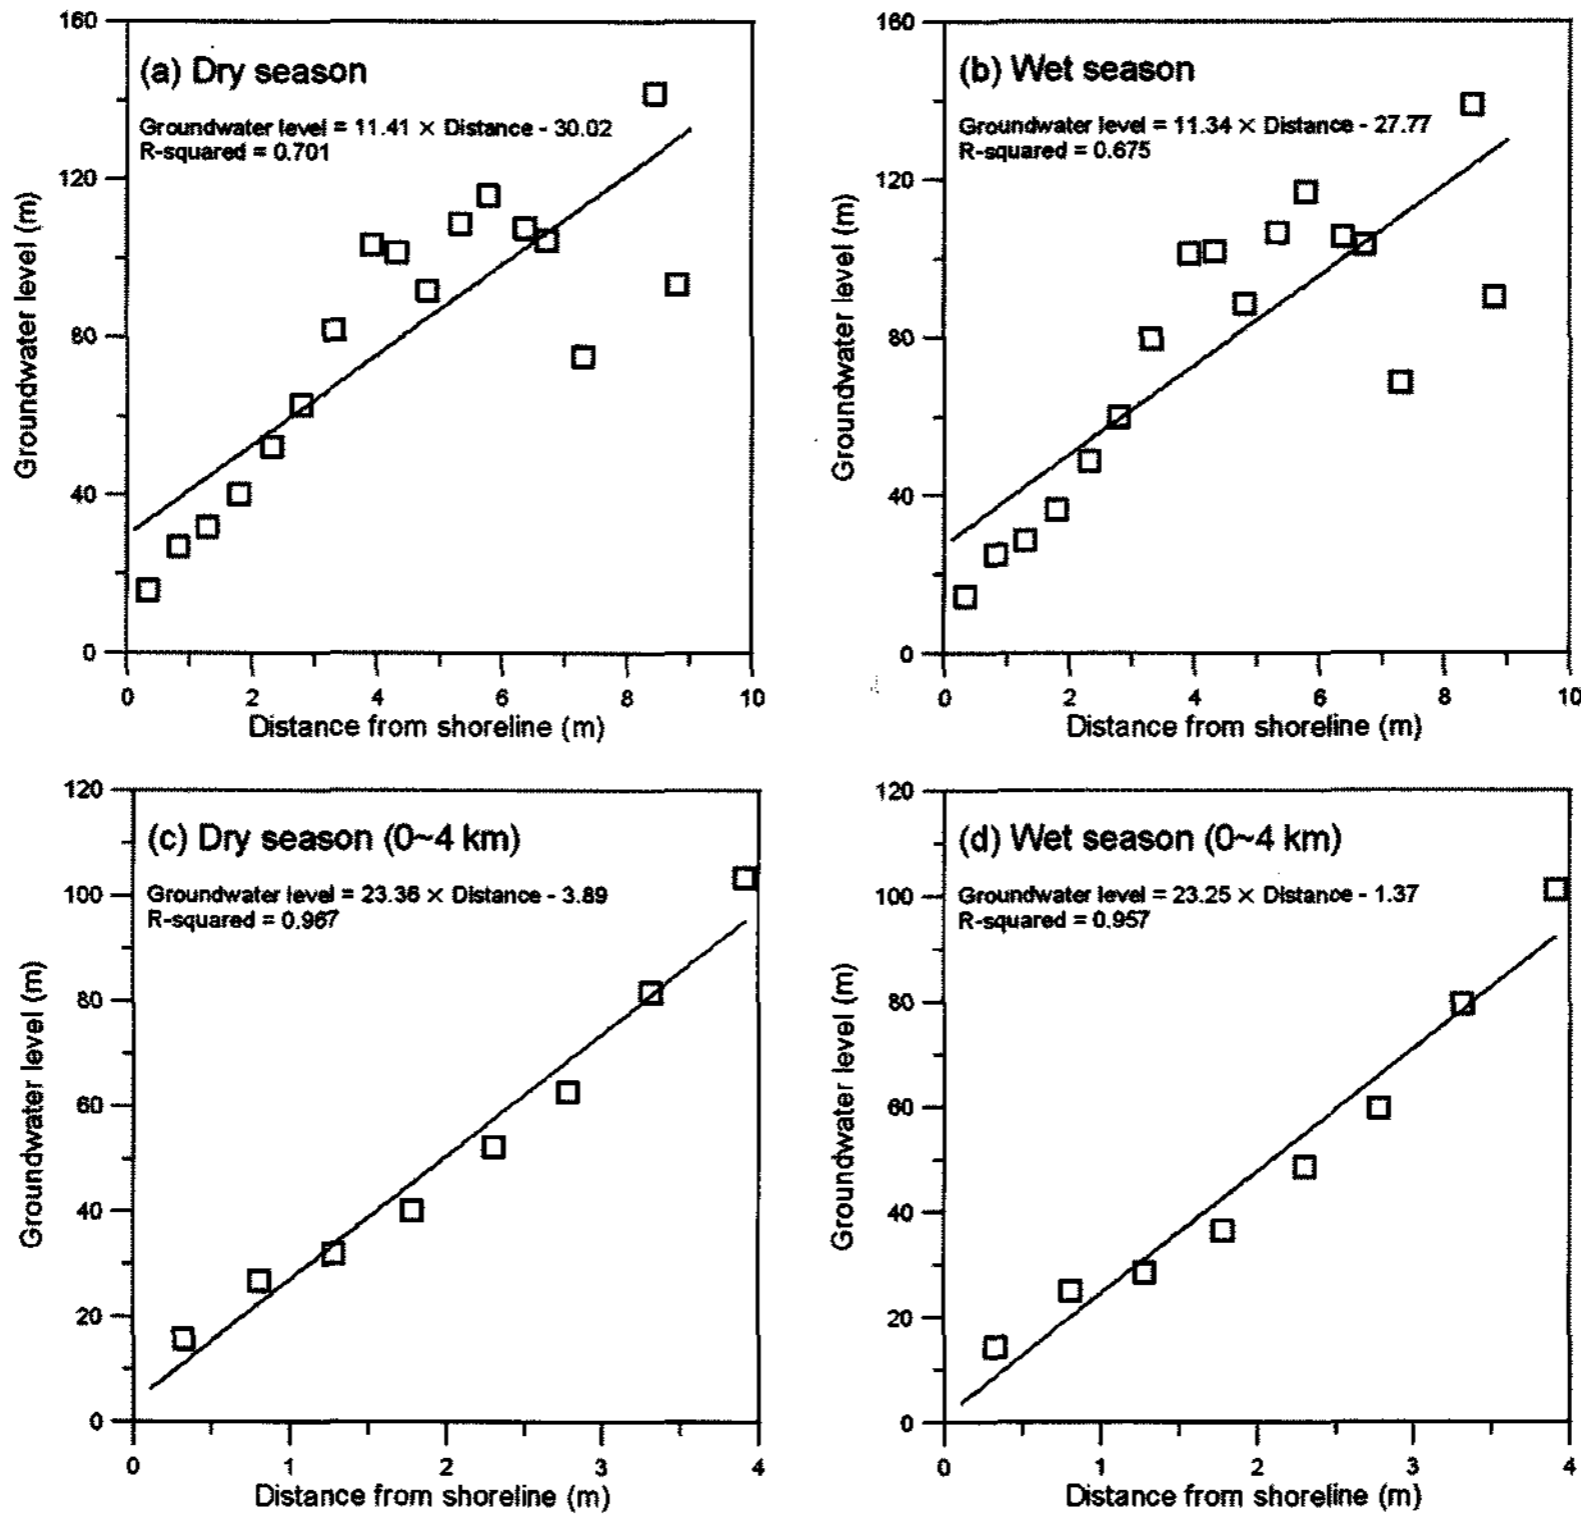 (a) Dry season
Groundwater level = 11.41 × Distance - 30.02
R-squared = 0.701
Groundwater level (m)
160
120
80
40
0
0 2 4 6 8 10
Distance from shoreline (m)
(b) Wet season
Groundwater level = 11.34 × Distance - 27.77
R-squared = 0.675
Groundwater level (m)
160
120
80
40
0
0 2 4 6 8 10
Distance from shoreline (m)
(c) Dry season (0~4 km)
Groundwater level = 23.36 × Distance - 3.89
R-squared = 0.967
Groundwater level (m)
120
100
80
60
40
20
0
0 1 2 3 4
Distance from shoreline (m)
(d) Wet season (0~4 km)
Groundwater level = 23.25 × Distance - 1.37
R-squared = 0.957
Groundwater level (m)
120
100
80
60
40
20
0
0 1 2 3 4
Distance from shoreline (m)